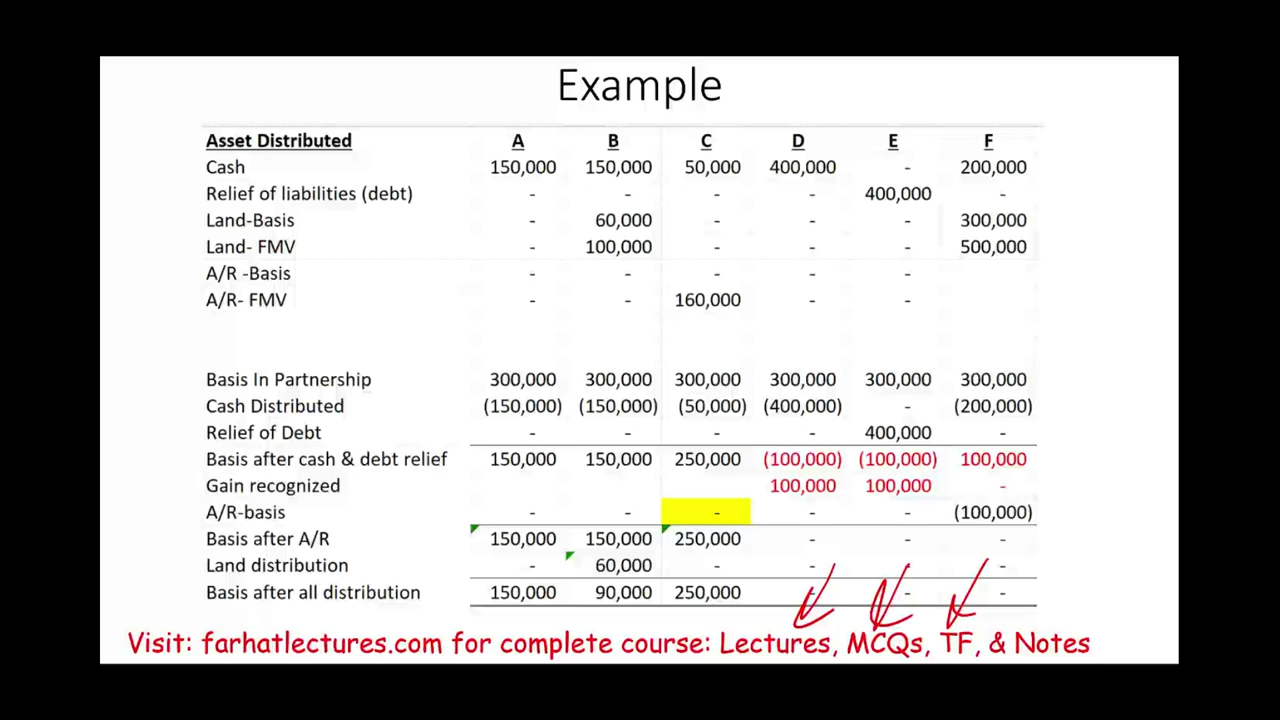 Example
Asset Distributed A B C D E F
Cash 150,000 150,000 50,000 400,000 - 200,000
Relief of liabilities (debt) - - - - 400,000 -
Land-Basis - 60,000 - - - 300,000
Land- FMV - 100,000 - - - 500,000
A/R -Basis - - - - -
A/R- FMV - - 160,000 - -
Basis In Partnership 300,000 300,000 300,000 300,000 300,000 300,000
Cash Distributed (150,000) (150,000) (50,000) (400,000) - (200,000)
Relief of Debt - - - - 400,000 -
Basis after cash & debt relief 150,000 150,000 250,000 (100,000) (100,000) 100,000
Gain recognized 100,000 100,000 -
A/R-basis - - - - - (100,000)
Basis after A/R 150,000 150,000 250,000 - - -
Land distribution - 60,000 - - - -
Basis after all distribution 150,000 90,000 250,000 - - -
Visit: farhatlectures.com for complete course: Lectures, MCQs, TF, & Notes